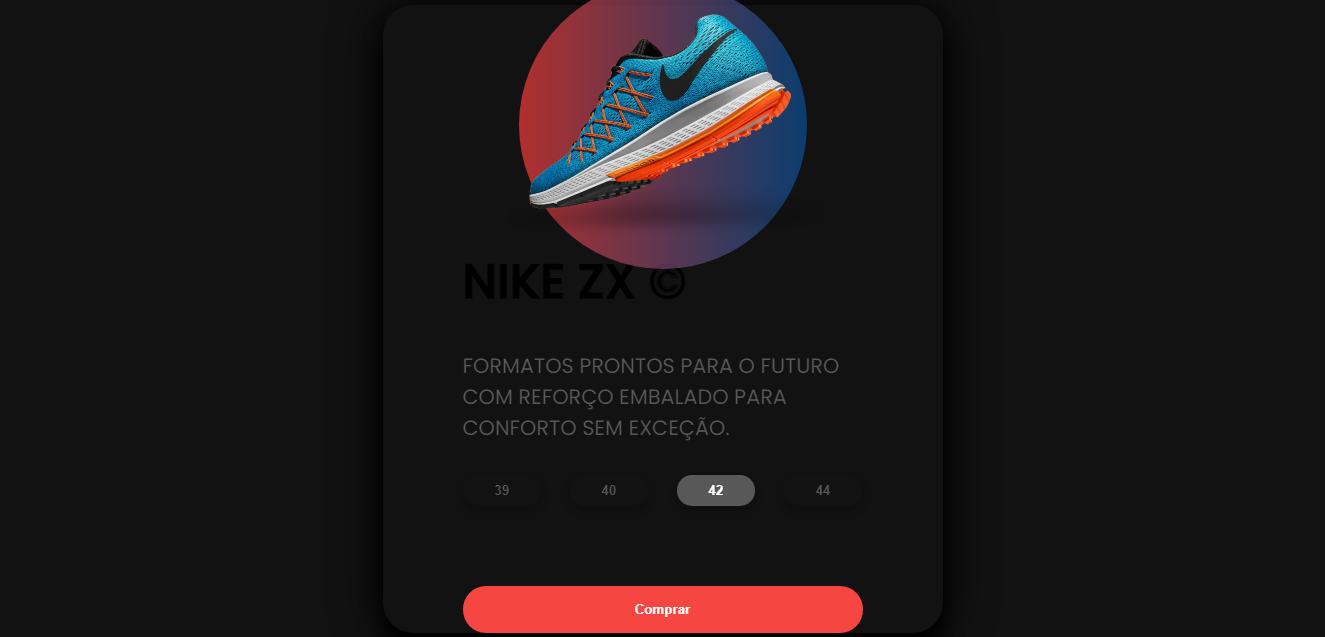 NIKE ZX ©
FORMATOS PRONTOS PARA O FUTURO
COM REFORÇO EMBALADO PARA
CONFORTO SEM EXCEÇÃO.
39 40 42 44
Comprar